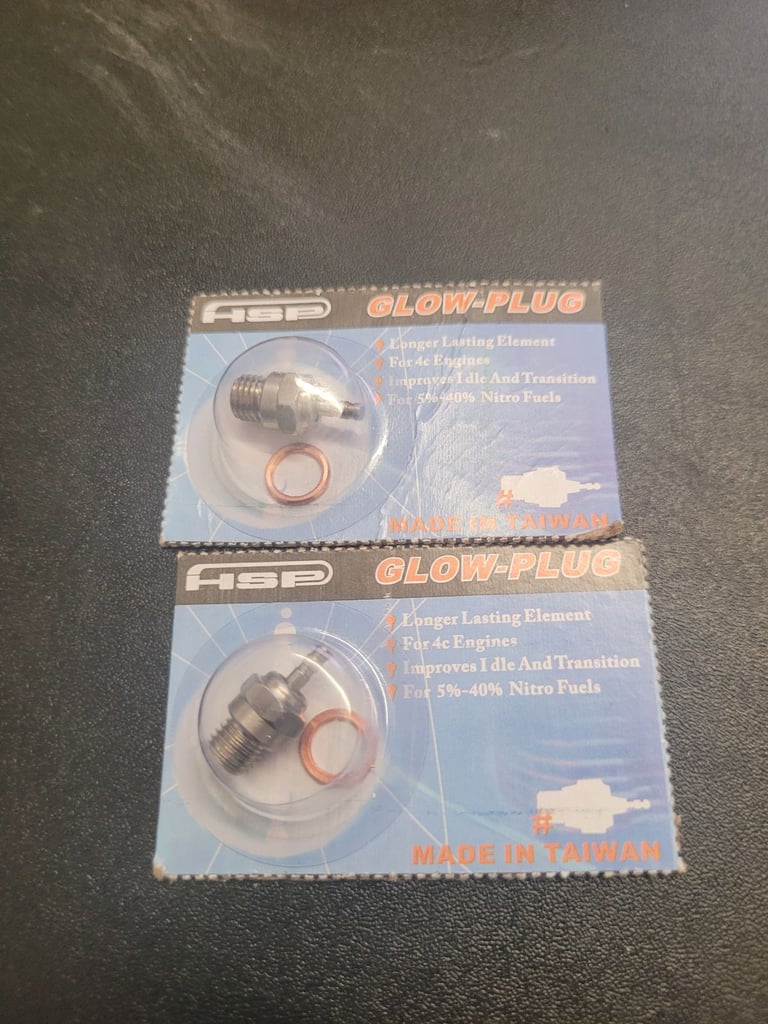 HSP GLOW-PLUG
Longer Lasting Element
For 4c Engines
Improves I dle And Transition
For 5%-40% Nitro Fuels
#
MADE IN TAIWAN
HSP GLOW-PLUG
Longer Lasting Element
For 4c Engines
Improves I dle And Transition
For 5%-40% Nitro Fuels
#
MADE IN TAIWAN